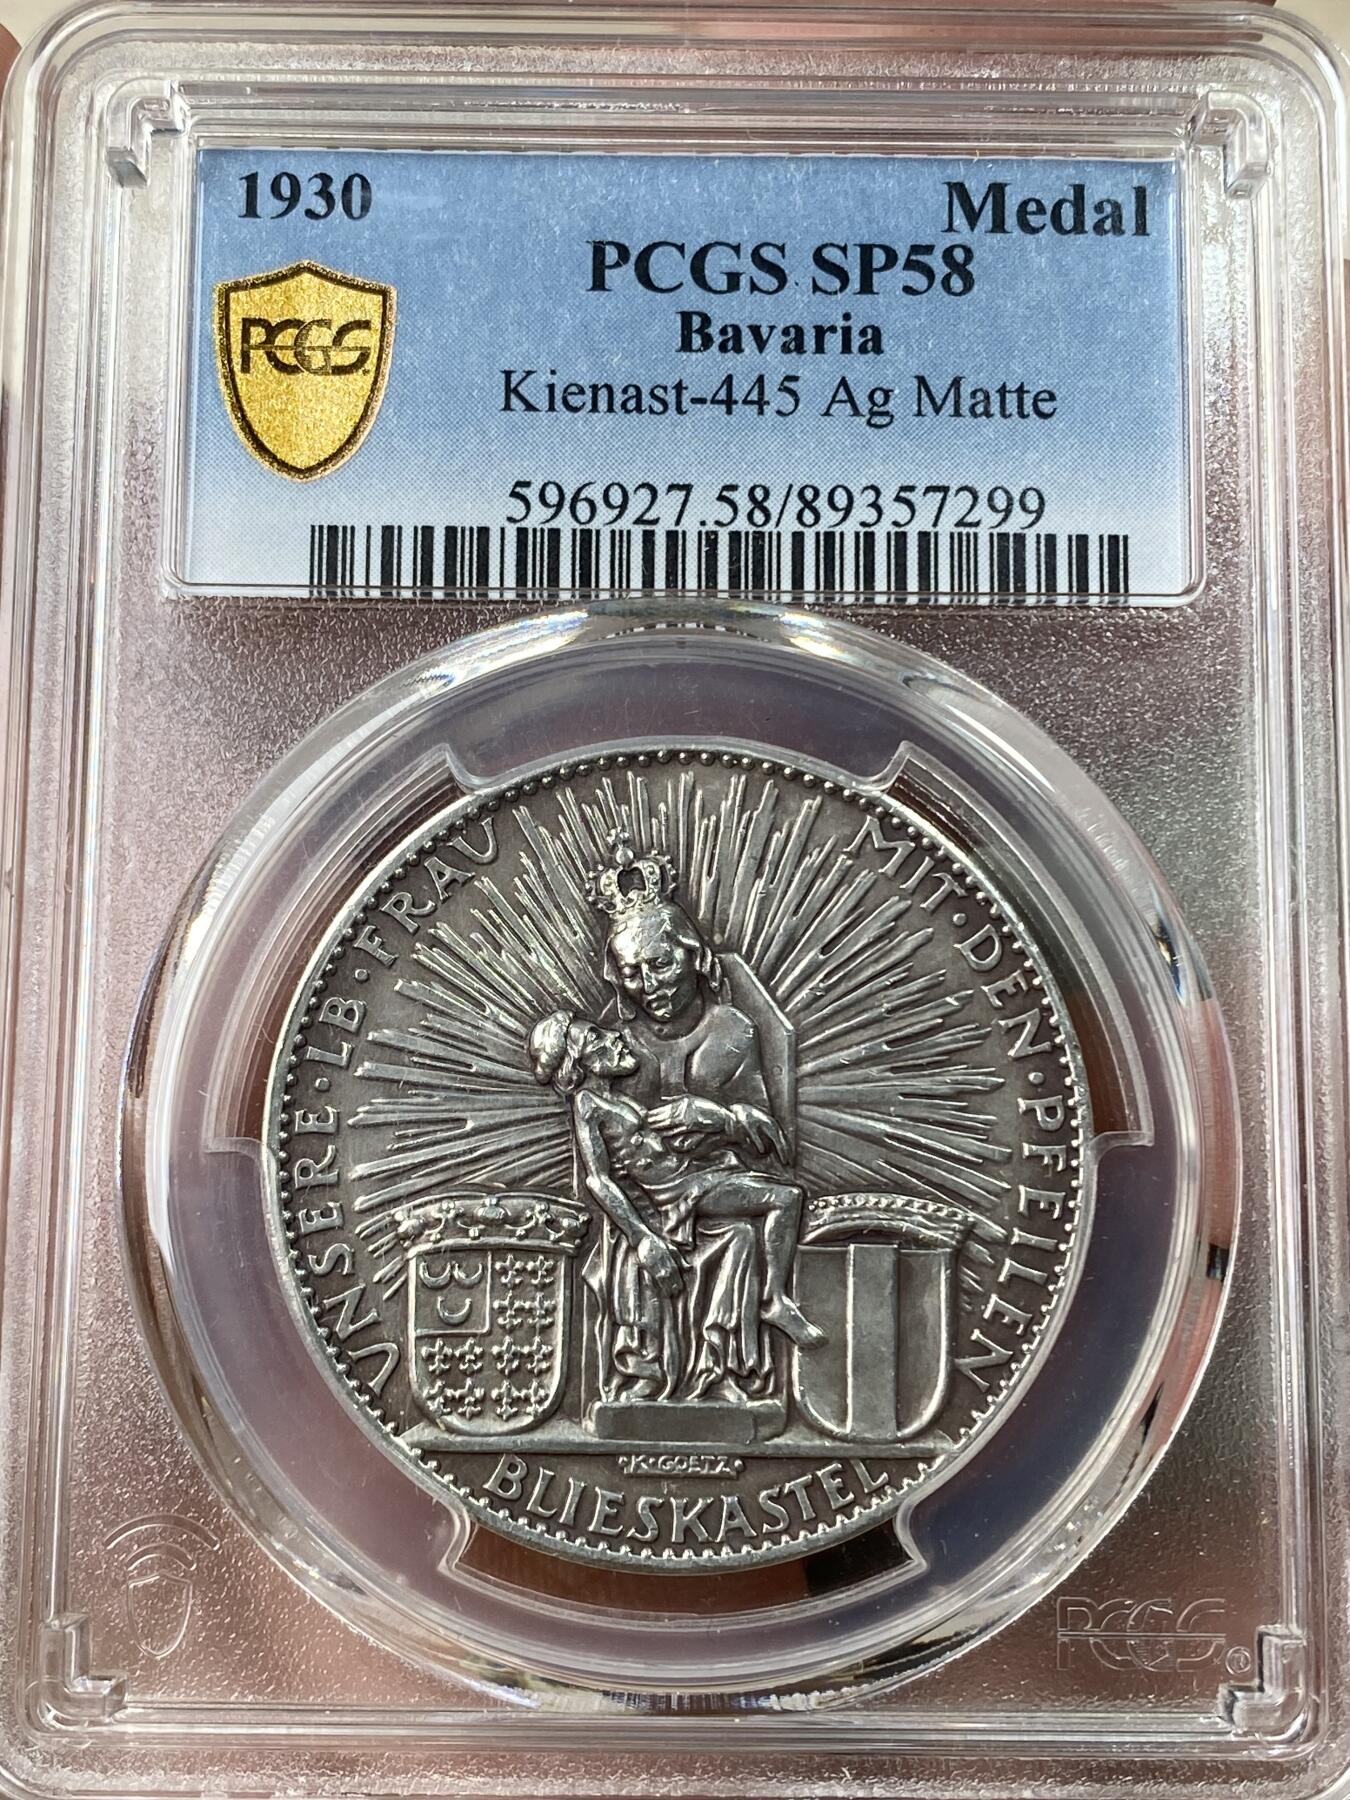 1930
Medal
PCGS SP58
Bavaria
Kienast-445 Ag Matte
PCGS
596927.58/89357299
UNSERE · LB · FRAU MIT · DEN · PFEILEN
· K · GOETZ ·
BLIESKASTEL
PCGS ®